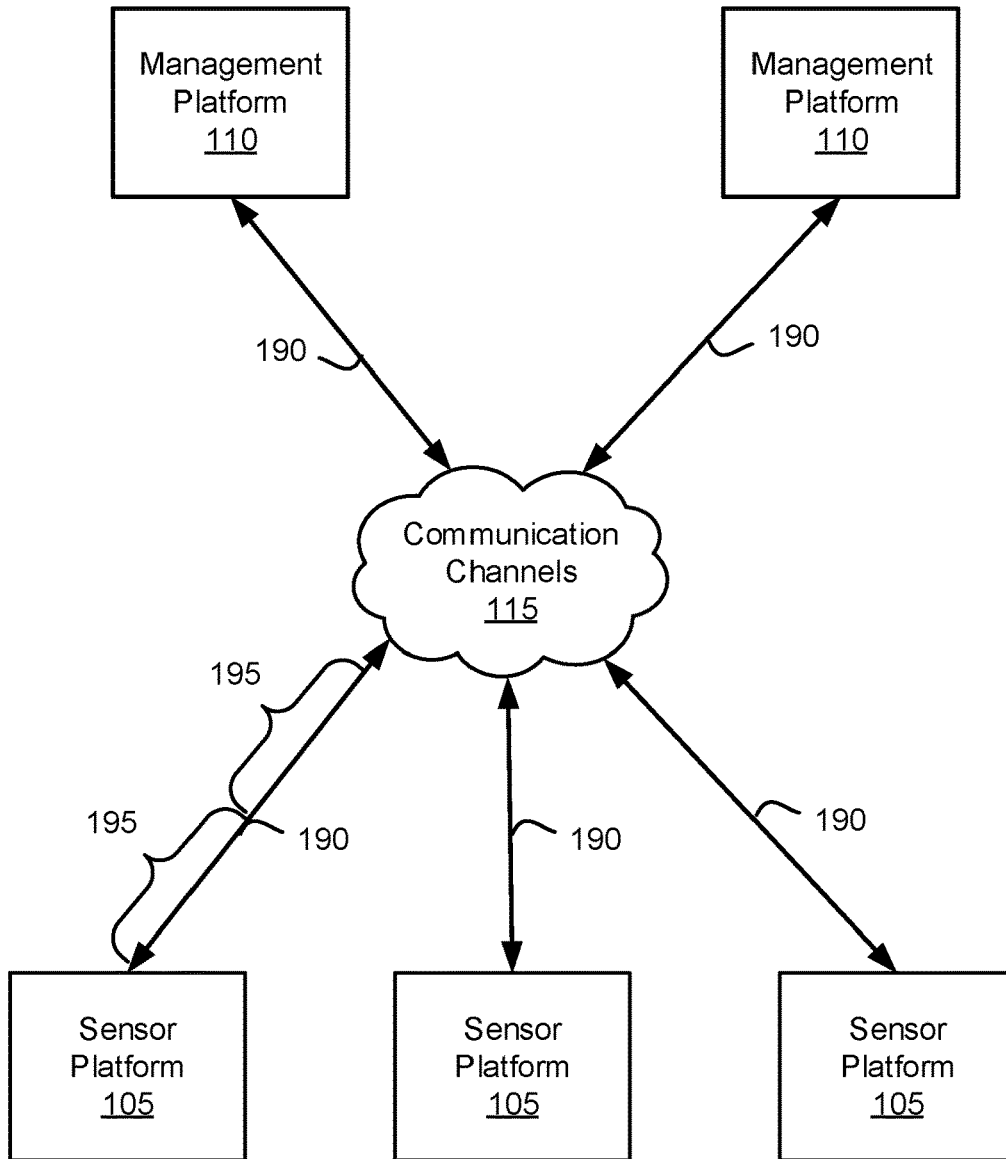 Management
Platform
110
Management
Platform
110
190
190
Communication
Channels
115
195
195
190
190
190
Sensor
Platform
105
Sensor
Platform
105
Sensor
Platform
105